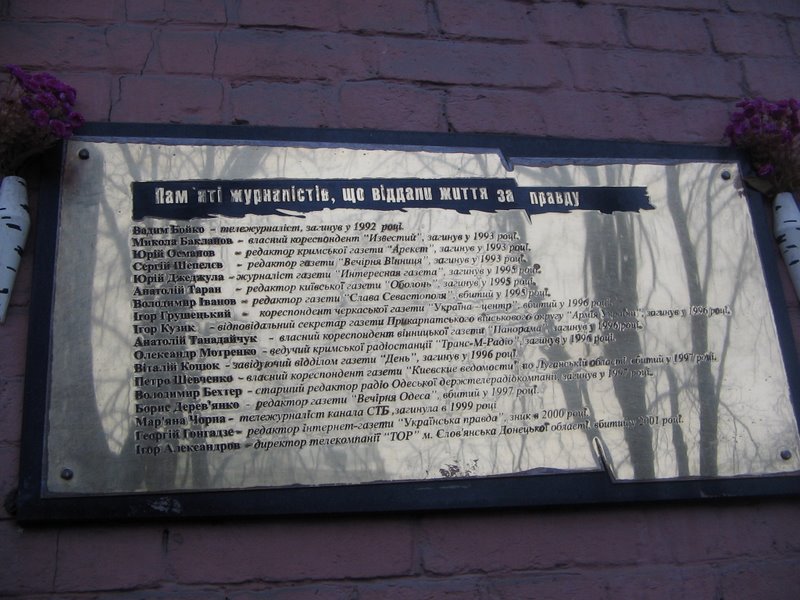 Пам`яті журналістів, що віддали життя за правду
Вадим Бойко - тележурналіст, загинув у 1992 році.
Микола Бакланов - власний кореспондент "Известий", загинув у 1993 році.
Юрій Османов - редактор кримської газети "Арекет", загинув у 1993 році.
Сергій Шепелєв - редактор газети "Вечірня Вінниця", загинув у 1993 році.
Юрій Джеджула - журналіст газети "Интересная газета", загинув у 1995 році.
Анатолій Таран - редактор київської газети "Оболонь", загинув у 1995 році.
Володимир Іванов - редактор газети "Слава Севастополя", вбитий у 1995 році.
Ігор Грушецький - кореспондент черкаської газети "Україна - центр", вбитий у 1996 році.
Ігор Кузик - відповідальний секретар газети Прикарпатського військового округу "Армія України", загинув у 1996 році.
Анатолій Танадайчук - власний кореспондент вінницької газети "Панорама", загинув у 1996 році.
Олександр Мотренко - ведучий кримської радіостанції "Транс-М-Радіо", загинув у 1996 році.
Віталій Коцюк - завідуючий відділом газети "День", загинув у 1996 році.
Петро Шевченко - власний кореспондент газети "Киевские ведомости" по Луганській області, вбитий у 1997 році.
Володимир Бехтер - старший редактор радіо Одеської держтелерадіокомпанії, загинув у 1997 році.
Борис Дерев'янко - редактор газети "Вечірня Одеса", вбитий у 1997 році.
Мар'яна Чорна - тележурналіст канала СТБ, загинула в 1999 році
Георгій Гонгадзе - редактор інтернет-газети "Українська правда", зник в 2000 році.
Ігор Александров - директор телекомпанії "ТОР" м. Слов'янська Донецької області, вбитий у 2001 році.